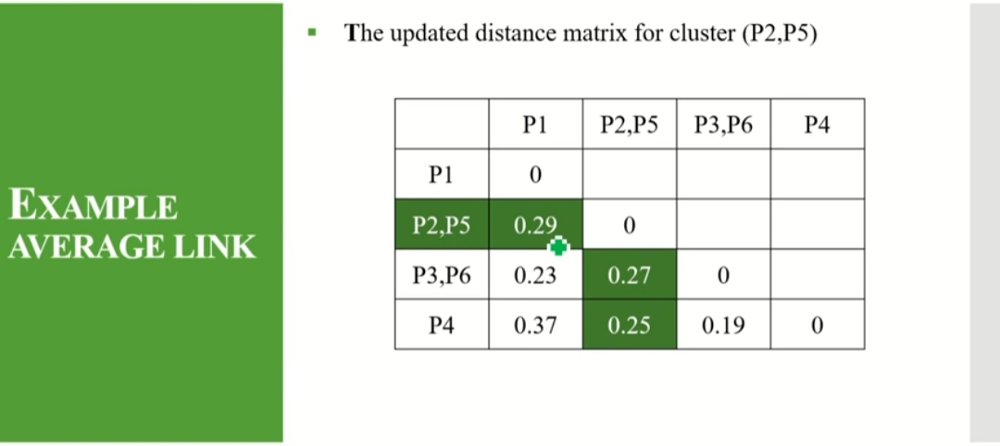 EXAMPLE
AVERAGE LINK
▪ The updated distance matrix for cluster (P2,P5)
P1 P2,P5 P3,P6 P4
P1 0
P2,P5 0.29 0
P3,P6 0.23 0.27 0
P4 0.37 0.25 0.19 0